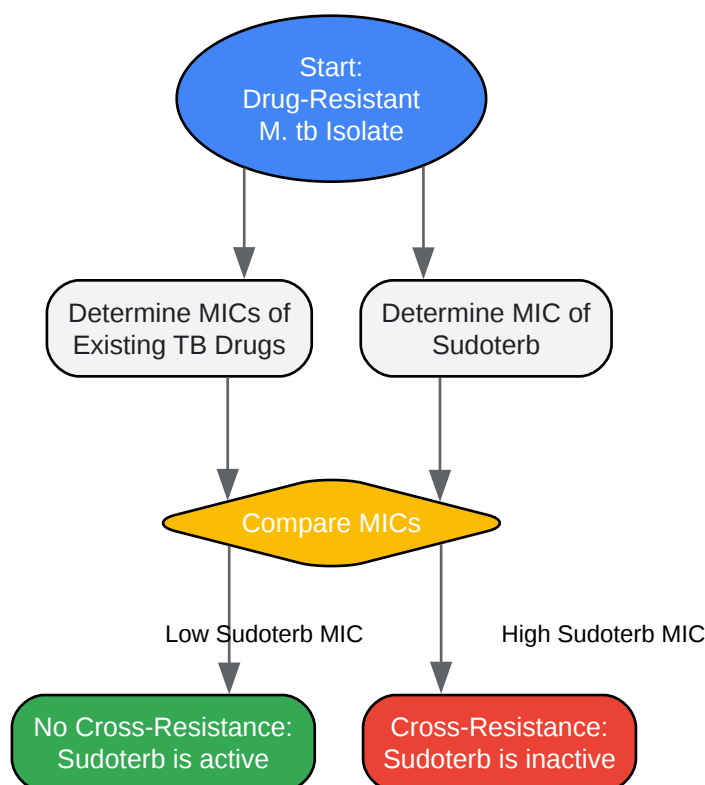 Start:
Drug-Resistant
M. tb Isolate
Determine MICs of
Existing TB Drugs
Determine MIC of
Sudoterb
Compare MICs
Low Sudoterb MIC
High Sudoterb MIC
No Cross-Resistance:
Sudoterb is active
Cross-Resistance:
Sudoterb is inactive